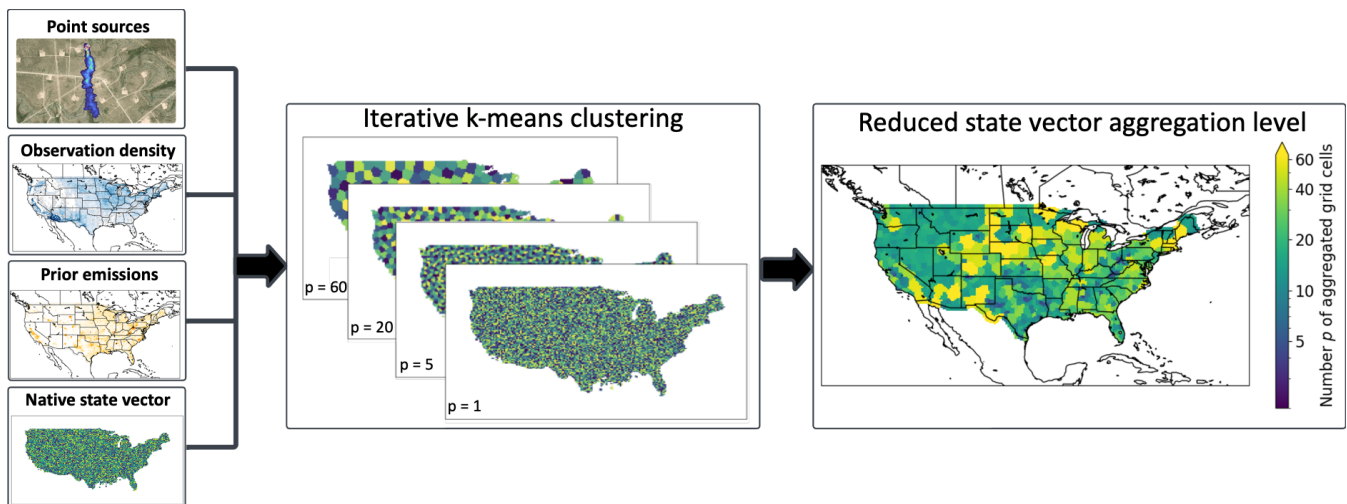 Point sources
Observation density
Prior emissions
Native state vector
Iterative k-means clustering
p = 60
p = 20
p = 5
p = 1
Reduced state vector aggregation level
60
40
20
10
5
Number p of aggregated grid cells